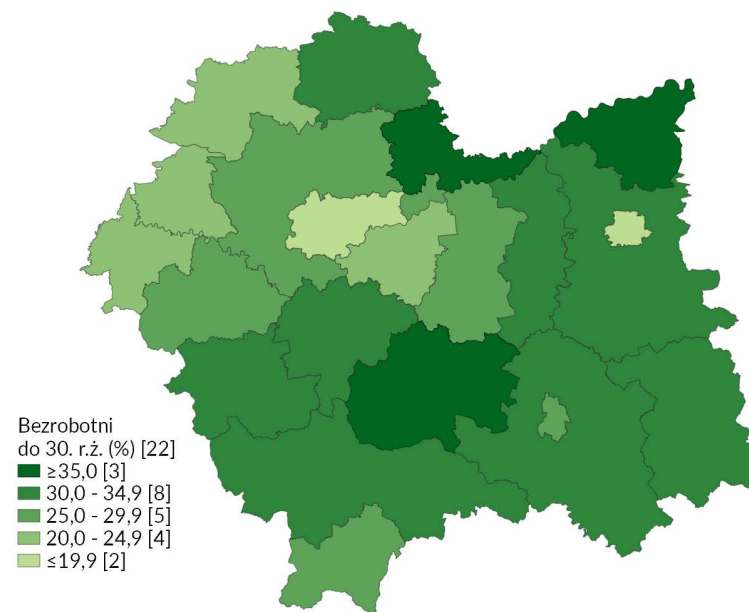 Bezrobotni
do 30. r.ż. (%) [22]
≥35,0 [3]
30,0 - 34,9 [8]
25,0 - 29,9 [5]
20,0 - 24,9 [4]
≤19,9 [2]